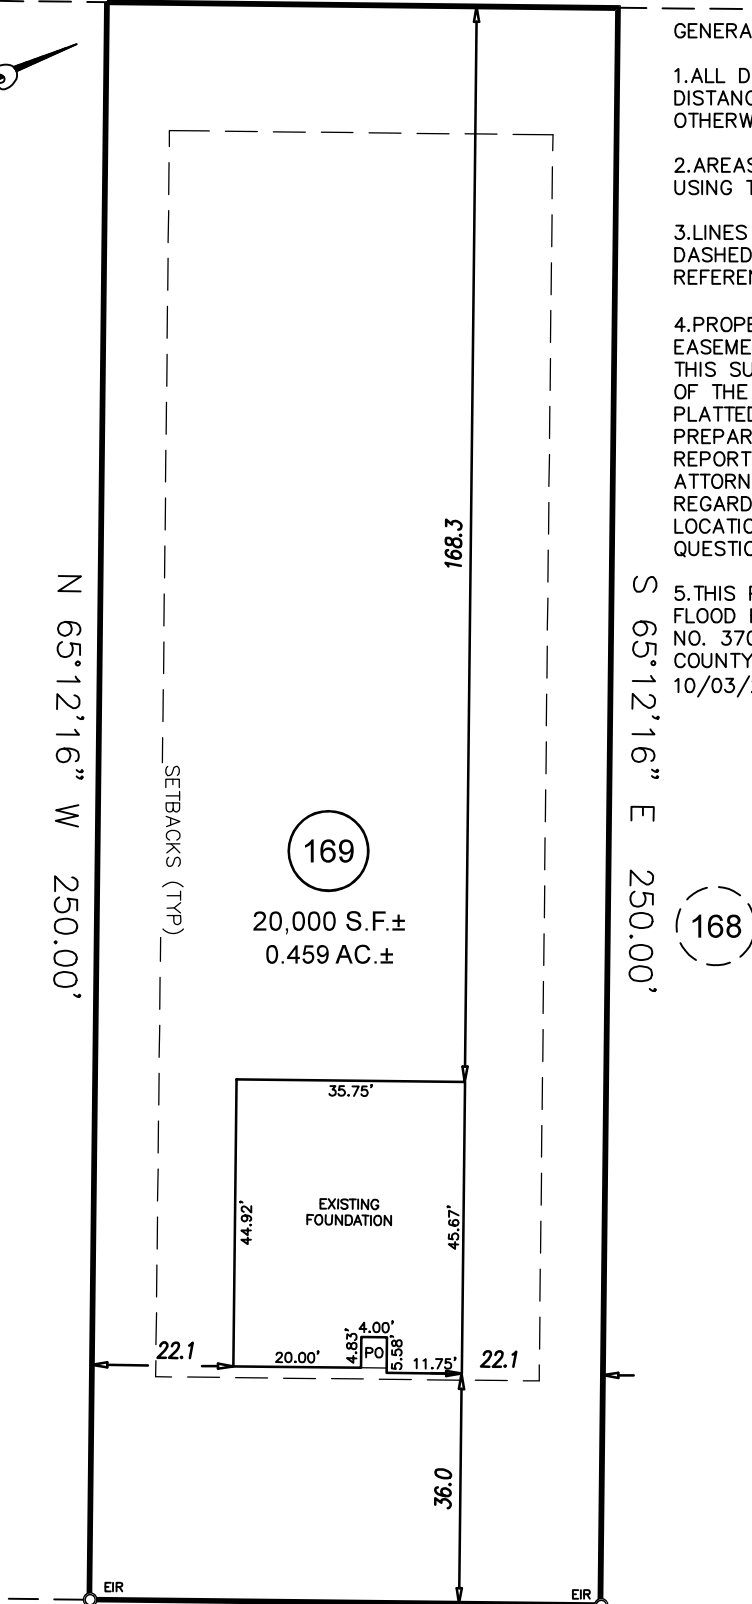 GENERA
1.ALL D
DISTANC
OTHERW
2.AREAS
USING T
3.LINES
DASHED
REFEREN
4.PROPE
EASEME
THIS SU
OF THE
PLATTED
PREPAR
REPORT
ATTORN
REGARD
LOCATIO
QUESTIO
5.THIS P
FLOOD
NO. 370
COUNTY
10/03/
168.3
N 65°12'16" W 250.00'
S 65°12'16" E 250.00'
SETBACKS (TYP)
169
20,000 S.F.±
0.459 AC.±
168
35.75'
44.92'
EXISTING
FOUNDATION
45.67'
22.1
20.00'
4.83'
4.00'
PO
5.58'
11.75'
22.1
36.0
EIR
EIR